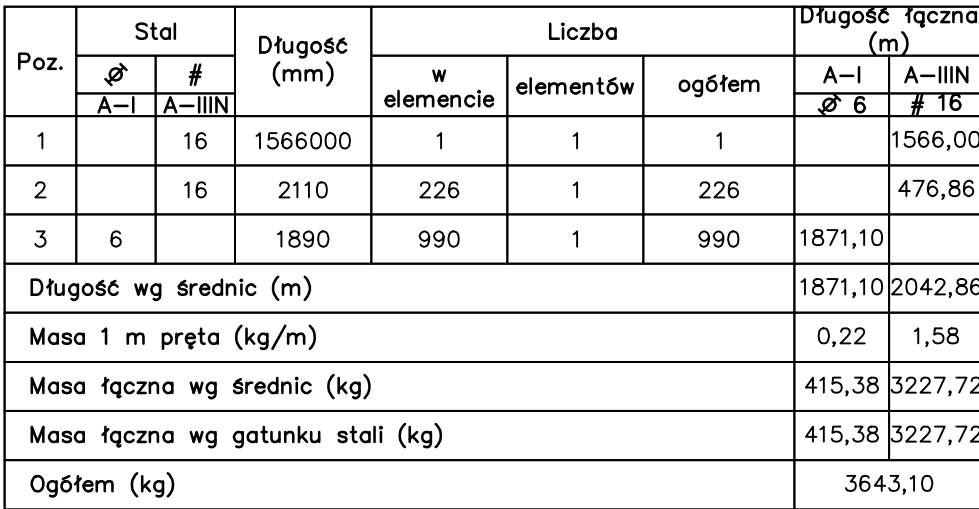 Poz. Stal Długość (mm) Liczba Długość łączna (m)
# w elemencie elementów ogółem A-I A-IIIN
A-I A-IIIN ⌀ 6 # 16
1 16 1566000 1 1 1 1566,00
2 16 2110 226 1 226 476,86
3 6 1890 990 1 990 1871,10
Długość wg średnic (m) 1871,10 2042,86
Masa 1 m pręta (kg/m) 0,22 1,58
Masa łączna wg średnic (kg) 415,38 3227,72
Masa łączna wg gatunku stali (kg) 415,38 3227,72
Ogółem (kg) 3643,10